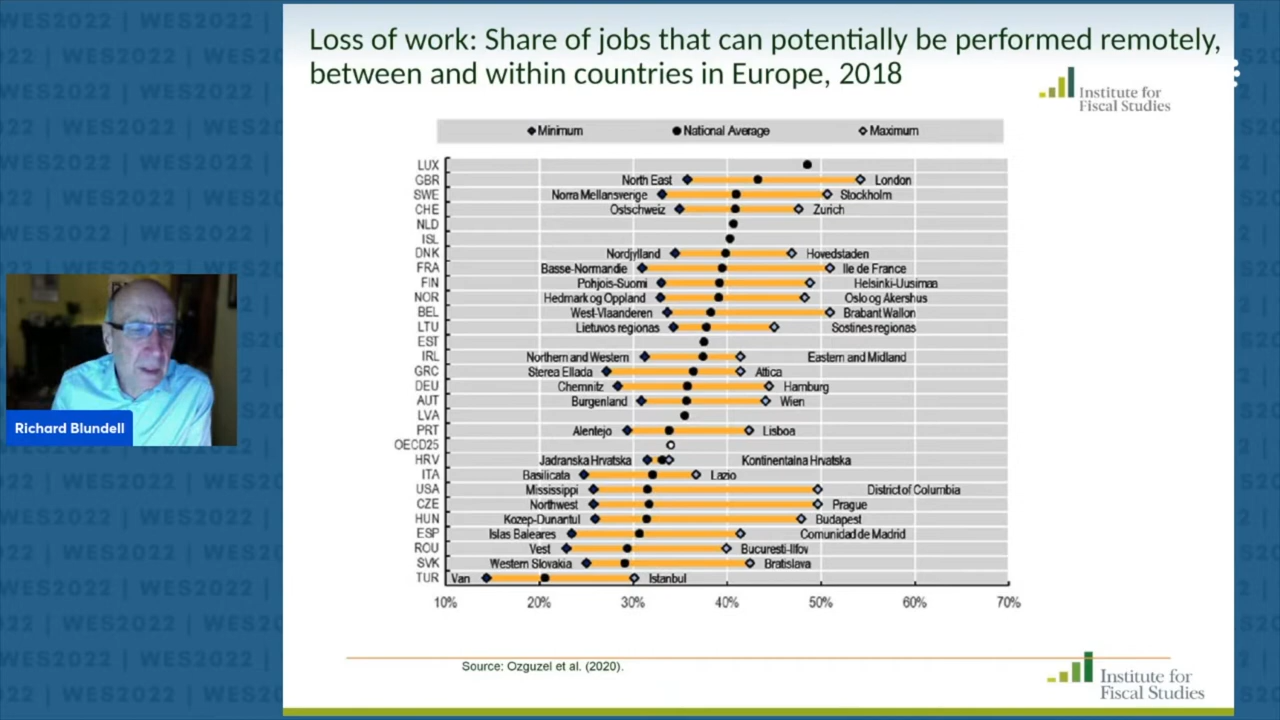 WES2022 | WES2022 | WES2022
Loss of work: Share of jobs that can potentially be performed remotely,
between and within countries in Europe, 2018
Institute for
Fiscal Studies
Minimum National Average Maximum
LUX
GBR North East London
SWE Norra Mellansverige Stockholm
CHE Ostschweiz Zurich
NLD
ISL
DNK Nordjylland Hovedstaden
FRA Basse-Normandie Ile de France
FIN Pohjois-Suomi Helsinki-Uusimaa
NOR Hedmark og Oppland Oslo og Akershus
BEL West-Vlaanderen Brabant Wallon
LTU Lietuvos regionas Sostines regionas
EST
IRL Northern and Western Eastern and Midland
GRC Sterea Ellada Attica
DEU Chemnitz Hamburg
AUT Burgenland Wien
LVA
PRT Alentejo Lisboa
OECD25
HRV Jadranska Hrvatska Kontinentalna Hrvatska
ITA Basilicata Lazio
USA Mississippi District of Columbia
CZE Northwest Prague
HUN Kozep-Dunantul Budapest
ESP Islas Baleares Comunidad de Madrid
ROU Vest Bucuresti-Ilfov
SVK Western Slovakia Bratislava
TUR Van Istanbul
10% 20% 30% 40% 50% 60% 70%
Richard Blundell
Source: Ozguzel et al. (2020).
Institute for
Fiscal Studies